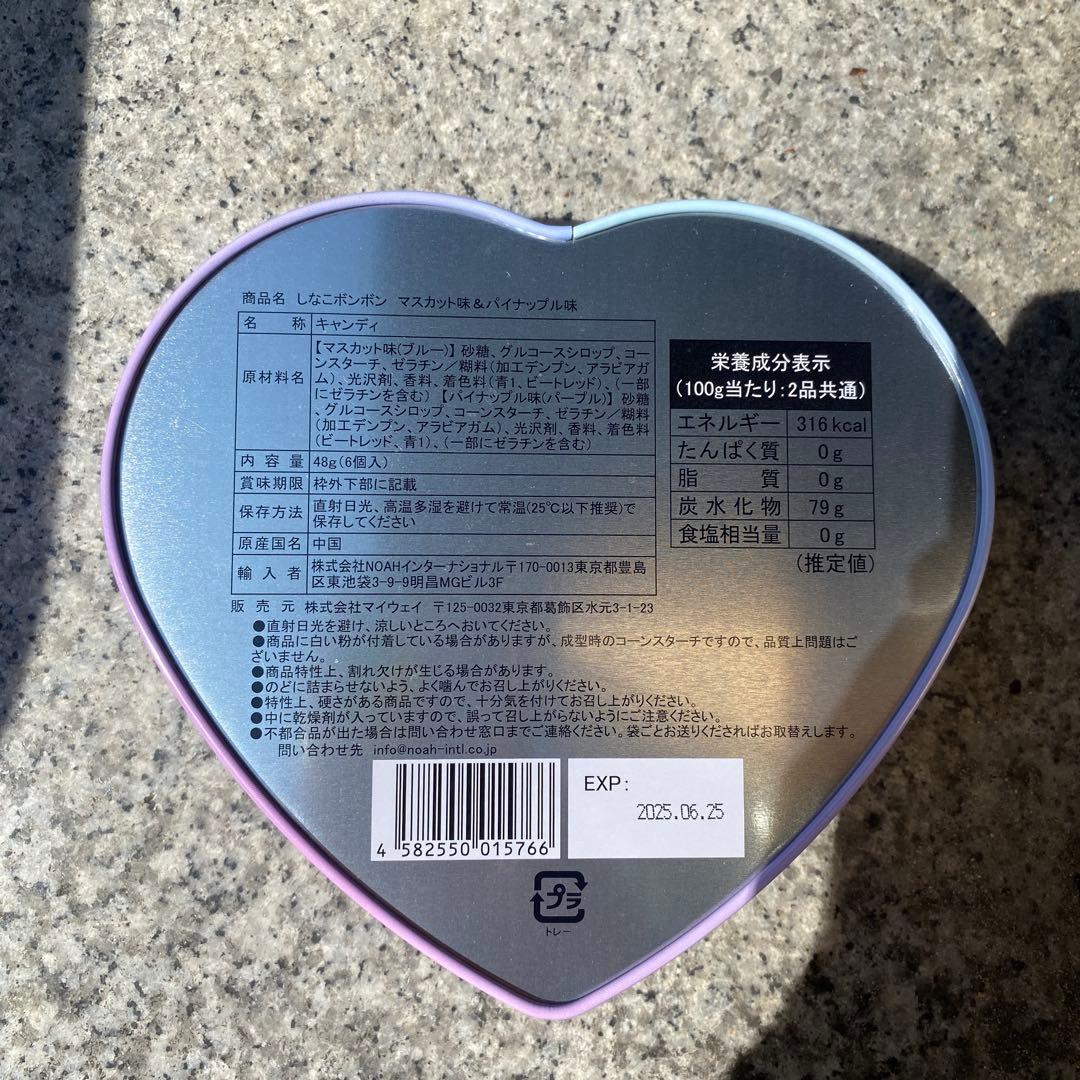 商品名 しなこボンボン マスカット味&パイナップル味
名 称 キャンディ
原材料名 【マスカット味(ブルー)】 砂糖、グルコースシロップ、コー
ンスターチ、ゼラチン/糊料(加工デンプン、アラビアガ
ム)、光沢剤、香料、着色料(青1、ビートレッド)、(一部
にゼラチンを含む) 【パイナップル味(パープル)】 砂糖
、グルコースシロップ、コーンスターチ、ゼラチン/糊料
(加工デンプン、アラビアガム)、光沢剤、香料、着色料
(ビートレッド、青1)、(一部にゼラチンを含む)
内 容 量 48g(6個入)
賞味期限 枠外下部に記載
保存方法 直射日光、高温多湿を避けて常温(25℃以下推奨)で
保存してください
原産国名 中国
輸 入 者 株式会社NOAHインターナショナル〒170-0013東京都豊島
区東池袋3-9-9明昌MGビル3F
販 売 元 株式会社マイウェイ 〒125-0032東京都葛飾区水元3-1-23
●直射日光を避け、涼しいところへおいてください。
●商品に白い粉が付着している場合がありますが、成型時のコーンスターチですので、品質上問題はご
ざいません。
●商品特性上、割れ欠けが生じる場合があります。
●のどに詰まらせないよう、よく噛んでお召し上がりください。
●特性上、硬さがある商品ですので、十分気を付けてお召し上がりください。
●中に乾燥剤が入っていますので、誤って召し上がらないようにご注意ください。
●不都合品が出た場合は問い合わせ窓口までご連絡ください。袋ごとお送りくださればお取替えします。
問い合わせ先 info@noah-intl.co.jp
栄養成分表示
(100g当たり:2品共通)
エネルギー 316kcal
たんぱく質 0g
脂 質 0g
炭水化物 79g
食塩相当量 0g
(推定値)
4 582550 015766
EXP:
2025.06.25
プラ
トレー